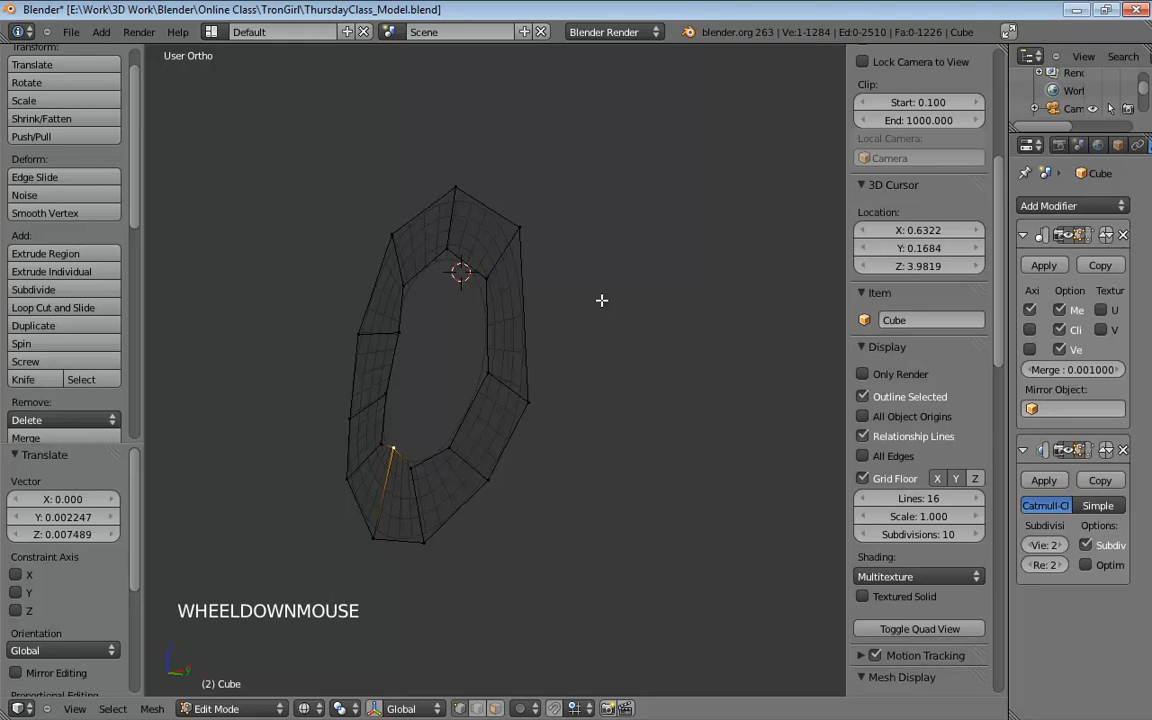 Blender* [E:\Work\3D Work\Blender\Online Class\TronGirl\ThursdayClass_Model.blend]
File Add Render Help Default Scene Blender Render blender.org 263 | Ve:1-1284 | Ed:0-2510 | Fa:0-1226 | Cube
Transform:
Translate
Rotate
Scale
Shrink/Fatten
Push/Pull
Deform:
Edge Slide
Noise
Smooth Vertex
Add:
Extrude Region
Extrude Individual
Subdivide
Loop Cut and Slide
Duplicate
Spin
Screw
Knife Select
Remove:
Delete
Merge
Translate
Vector
X: 0.000
Y: 0.002247
Z: 0.007489
Constraint Axis
X
Y
Z
Orientation
Global
Mirror Editing
User Ortho
WHEELDOWNMOUSE
(2) Cube
View Select Mesh Edit Mode Global
Lock Camera to View
Clip:
Start: 0.100
End: 1000.000
Local Camera:
Camera
3D Cursor
Location:
X: 0.6322
Y: 0.1684
Z: 3.9819
Item
Cube
Display
Only Render
Outline Selected
All Object Origins
Relationship Lines
All Edges
Grid Floor X Y Z
Lines: 16
Scale: 1.000
Subdivisions: 10
Shading:
Multitexture
Textured Solid
Toggle Quad View
Motion Tracking
Mesh Display
View Search
Rend
Worl
Cam
Cube
Add Modifier
Apply Copy
Axi Option Textur
Me U
Cli V
Ve
Merge: 0.001000
Mirror Object:
Apply Copy
Catmull-Cl Simple
Subdivisi Options:
Vie: 2 Subdiv
Re: 2 Optim